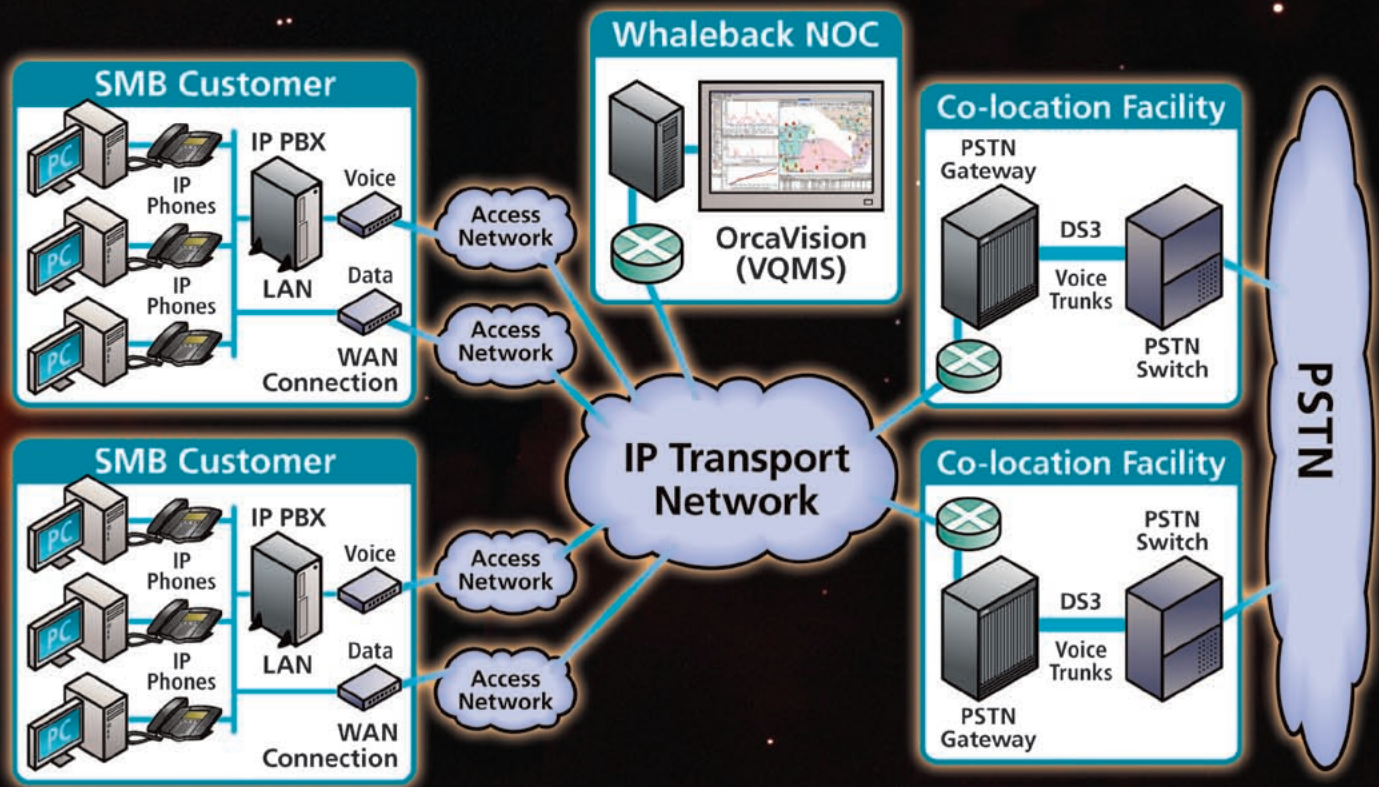 Whaleback NOC
OrcaVision
(VQMS)
SMB Customer
PC
PC
PC
IP
Phones
IP
Phones
IP PBX
LAN
Voice
Data
WAN
Connection
Access
Network
Access
Network
SMB Customer
PC
PC
PC
IP
Phones
IP
Phones
IP PBX
LAN
Voice
Data
WAN
Connection
Access
Network
Access
Network
IP Transport
Network
Co-location Facility
PSTN
Gateway
DS3
Voice
Trunks
PSTN
Switch
Co-location Facility
PSTN
Switch
DS3
Voice
Trunks
PSTN
Gateway
PSTN